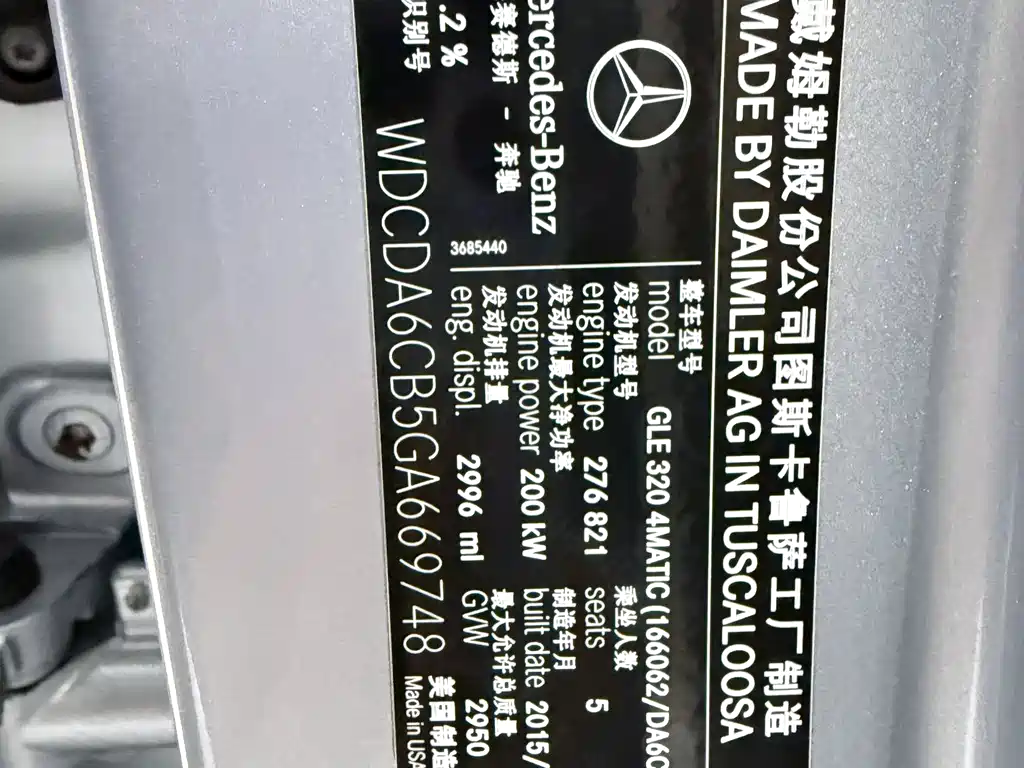 戴姆勒股份公司图斯卡鲁萨工厂制造
MADE BY DAIMLER AG IN TUSCALOOSA
整车型号
model GLE 320 4MATIC (166062/DA6C
发动机型号 乘坐人数
engine type 276 821 seats 5
发动机最大净功率 制造年月
engine power 200 kW built date 2015/
发动机排量 最大允许总质量
eng. displ. 2996 ml GVW 2950
ercedes-Benz
赛德斯 - 奔驰
3685440
.2 %
识别号
WDCDA6CB5GA669748
美国制造
Made in USA